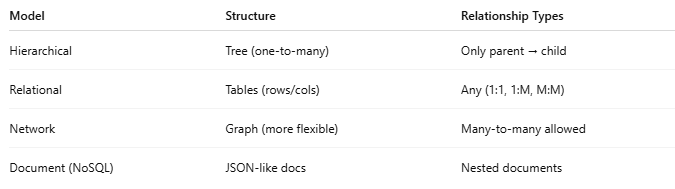 Model Structure Relationship Types
Hierarchical Tree (one-to-many) Only parent → child
Relational Tables (rows/cols) Any (1:1, 1:M, M:M)
Network Graph (more flexible) Many-to-many allowed
Document (NoSQL) JSON-like docs Nested documents